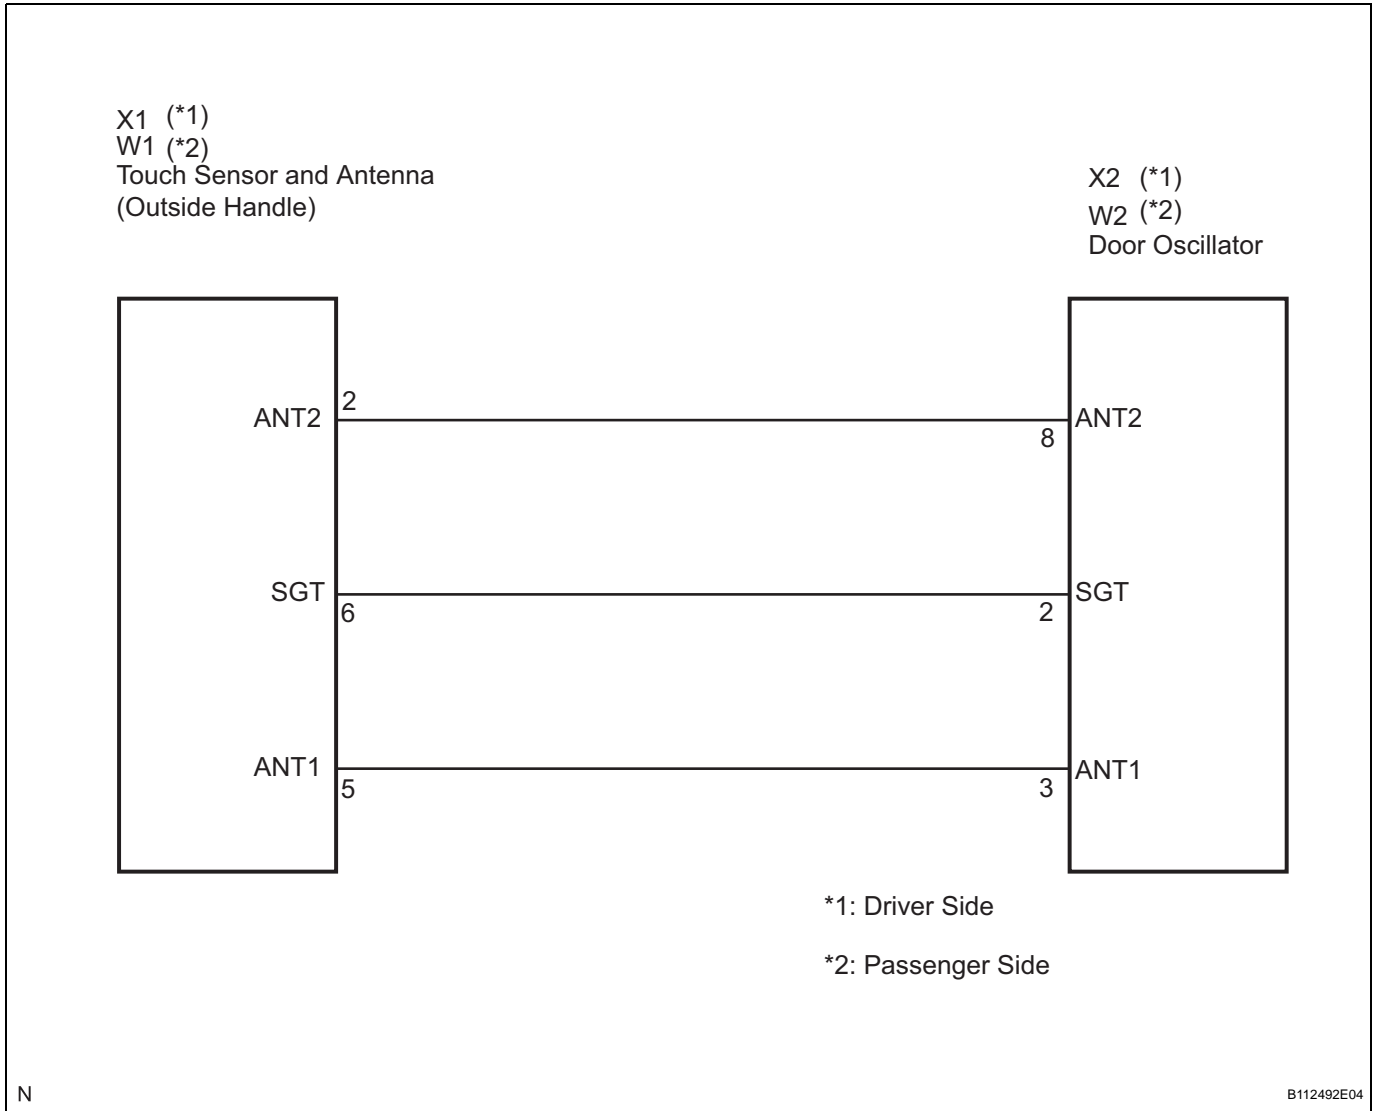 X1 (*1)
W1 (*2)
Touch Sensor and Antenna
(Outside Handle)
X2 (*1)
W2 (*2)
Door Oscillator
ANT2 2
8 ANT2
SGT 6
2 SGT
ANT1 5
3 ANT1
*1: Driver Side
*2: Passenger Side
N
B112492E04